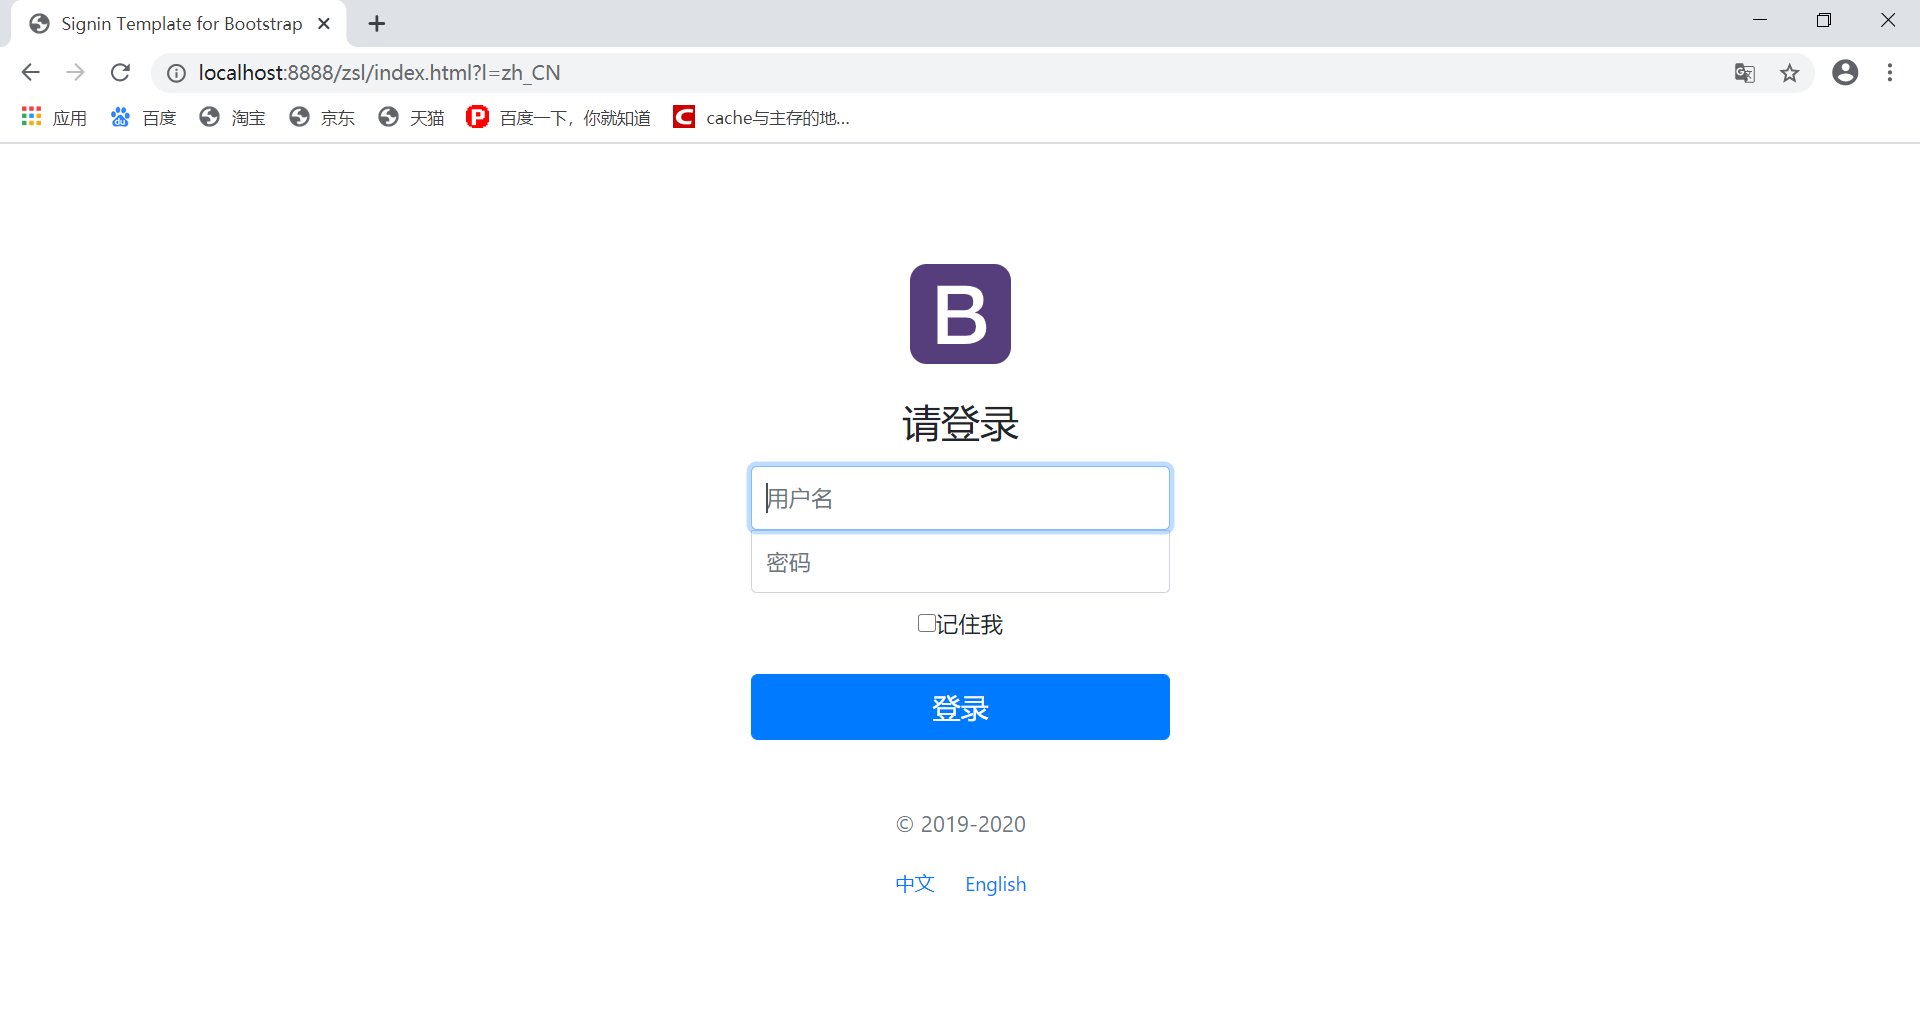 Signin Template for Bootstrap
localhost:8888/zsl/index.html?l=zh_CN
应用 百度 淘宝 京东 天猫 百度一下，你就知道 cache与主存的地...
B
请登录
用户名
密码
记住我
登录
© 2019-2020
中文 English